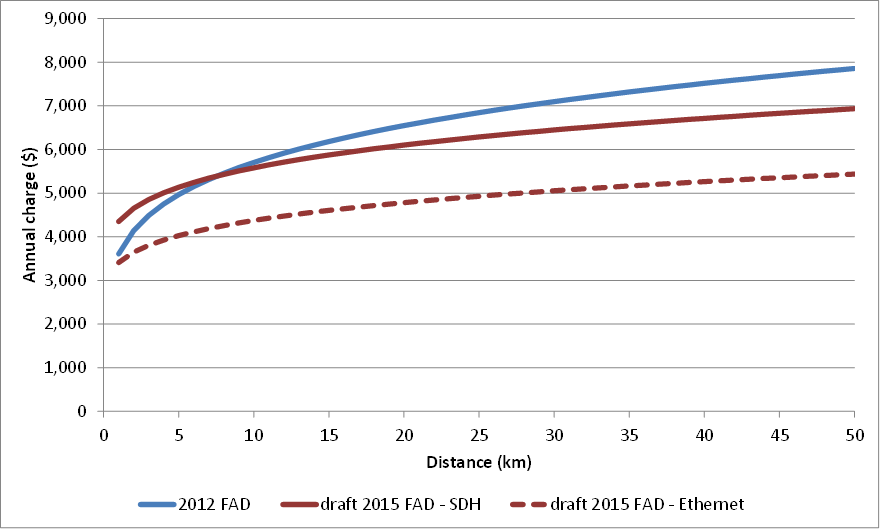 9,000
8,000
7,000
6,000
5,000
4,000
3,000
2,000
1,000
0
Annual charge ($)
0 5 10 15 20 25 30 35 40 45 50
Distance (km)
2012 FAD draft 2015 FAD - SDH draft 2015 FAD - Ethernet